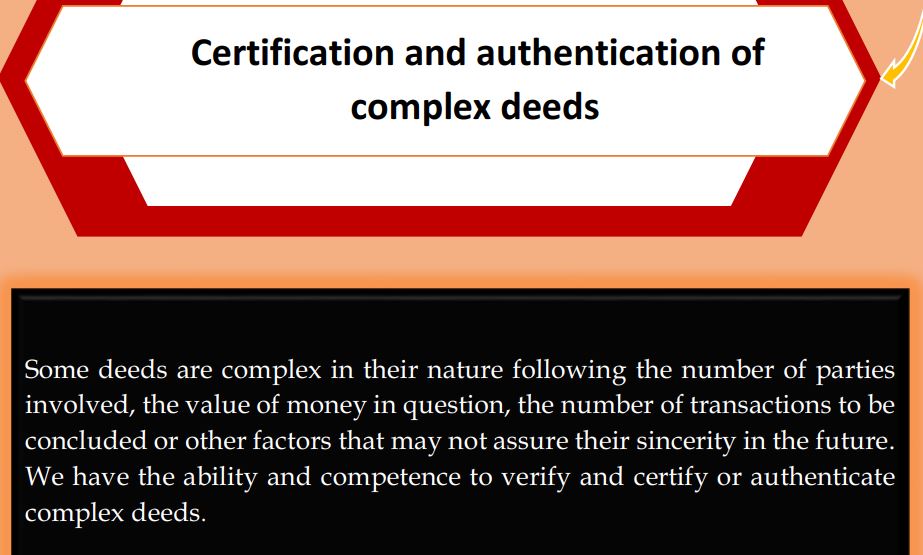 Certification and authentication of
complex deeds
Some deeds are complex in their nature following the number of parties
involved, the value of money in question, the number of transactions to be
concluded or other factors that may not assure their sincerity in the future.
We have the ability and competence to verify and certify or authenticate
complex deeds.